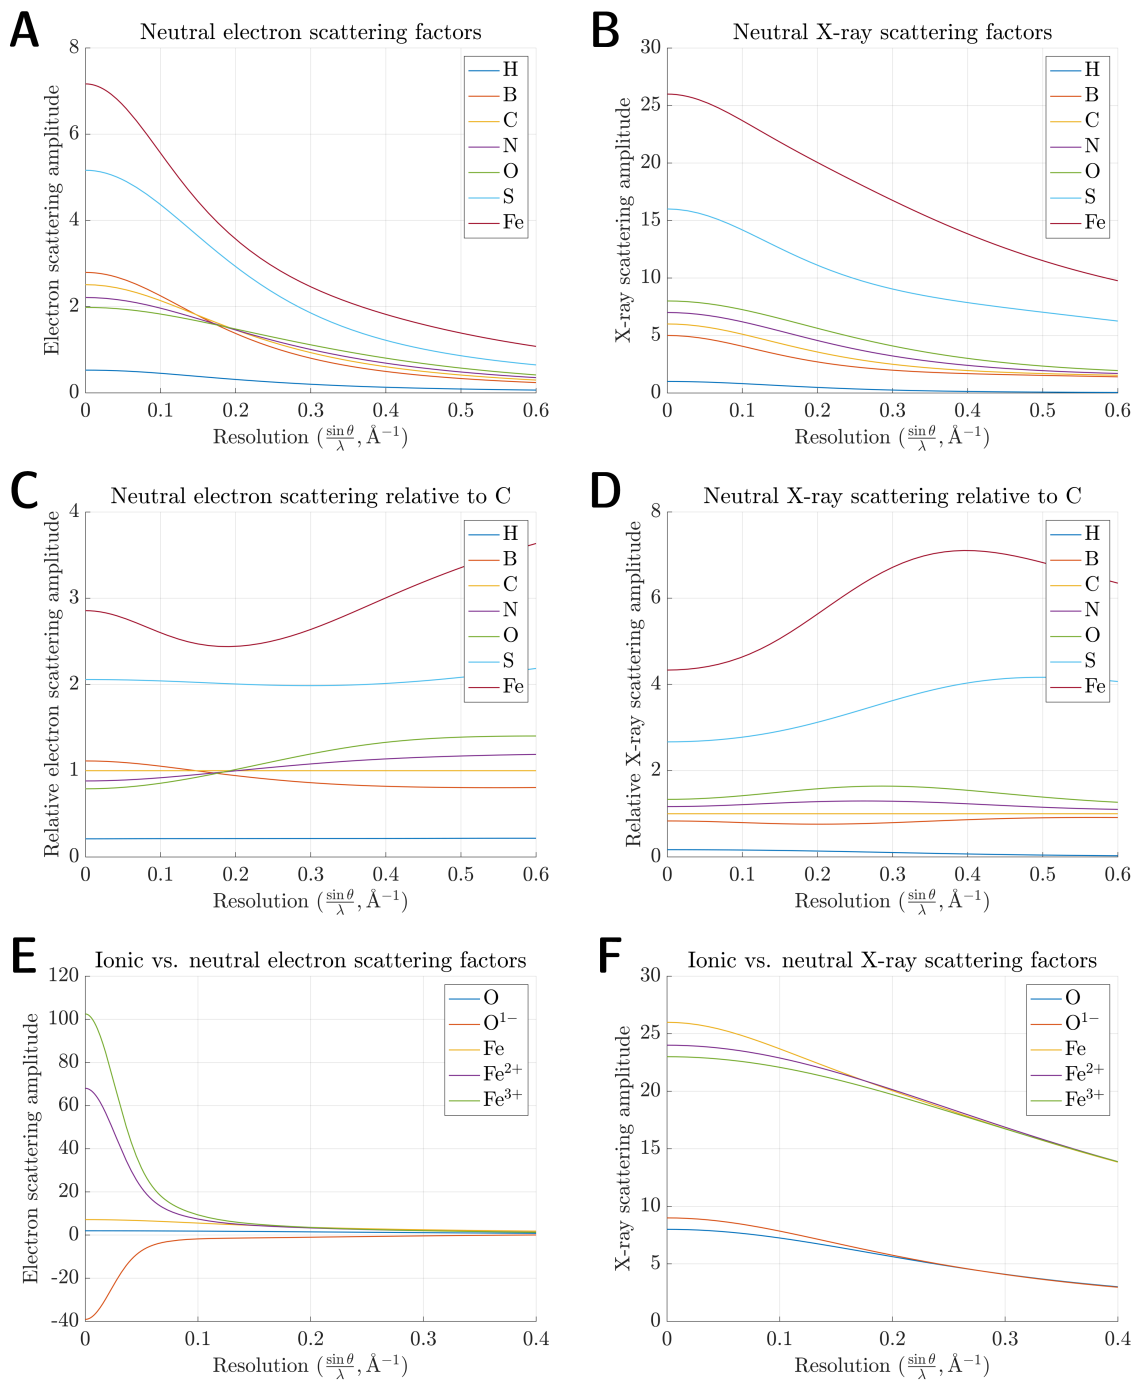 A
Neutral electron scattering factors
Electron scattering amplitude
8
6
4
2
0
0 0.1 0.2 0.3 0.4 0.5 0.6
Resolution (sin θ/λ, Å⁻¹)
H
B
C
N
O
S
Fe
B
Neutral X-ray scattering factors
X-ray scattering amplitude
30
25
20
15
10
5
0
0 0.1 0.2 0.3 0.4 0.5 0.6
Resolution (sin θ/λ, Å⁻¹)
H
B
C
N
O
S
Fe
C
Neutral electron scattering relative to C
Relative electron scattering amplitude
4
3
2
1
0
0 0.1 0.2 0.3 0.4 0.5 0.6
Resolution (sin θ/λ, Å⁻¹)
H
B
C
N
O
S
Fe
D
Neutral X-ray scattering relative to C
Relative X-ray scattering amplitude
8
6
4
2
0
0 0.1 0.2 0.3 0.4 0.5 0.6
Resolution (sin θ/λ, Å⁻¹)
H
B
C
N
O
S
Fe
E
Ionic vs. neutral electron scattering factors
Electron scattering amplitude
120
100
80
60
40
20
0
-20
-40
0 0.1 0.2 0.3 0.4
Resolution (sin θ/λ, Å⁻¹)
O
O¹⁻
Fe
Fe²⁺
Fe³⁺
F
Ionic vs. neutral X-ray scattering factors
X-ray scattering amplitude
30
25
20
15
10
5
0
0 0.1 0.2 0.3 0.4
Resolution (sin θ/λ, Å⁻¹)
O
O¹⁻
Fe
Fe²⁺
Fe³⁺